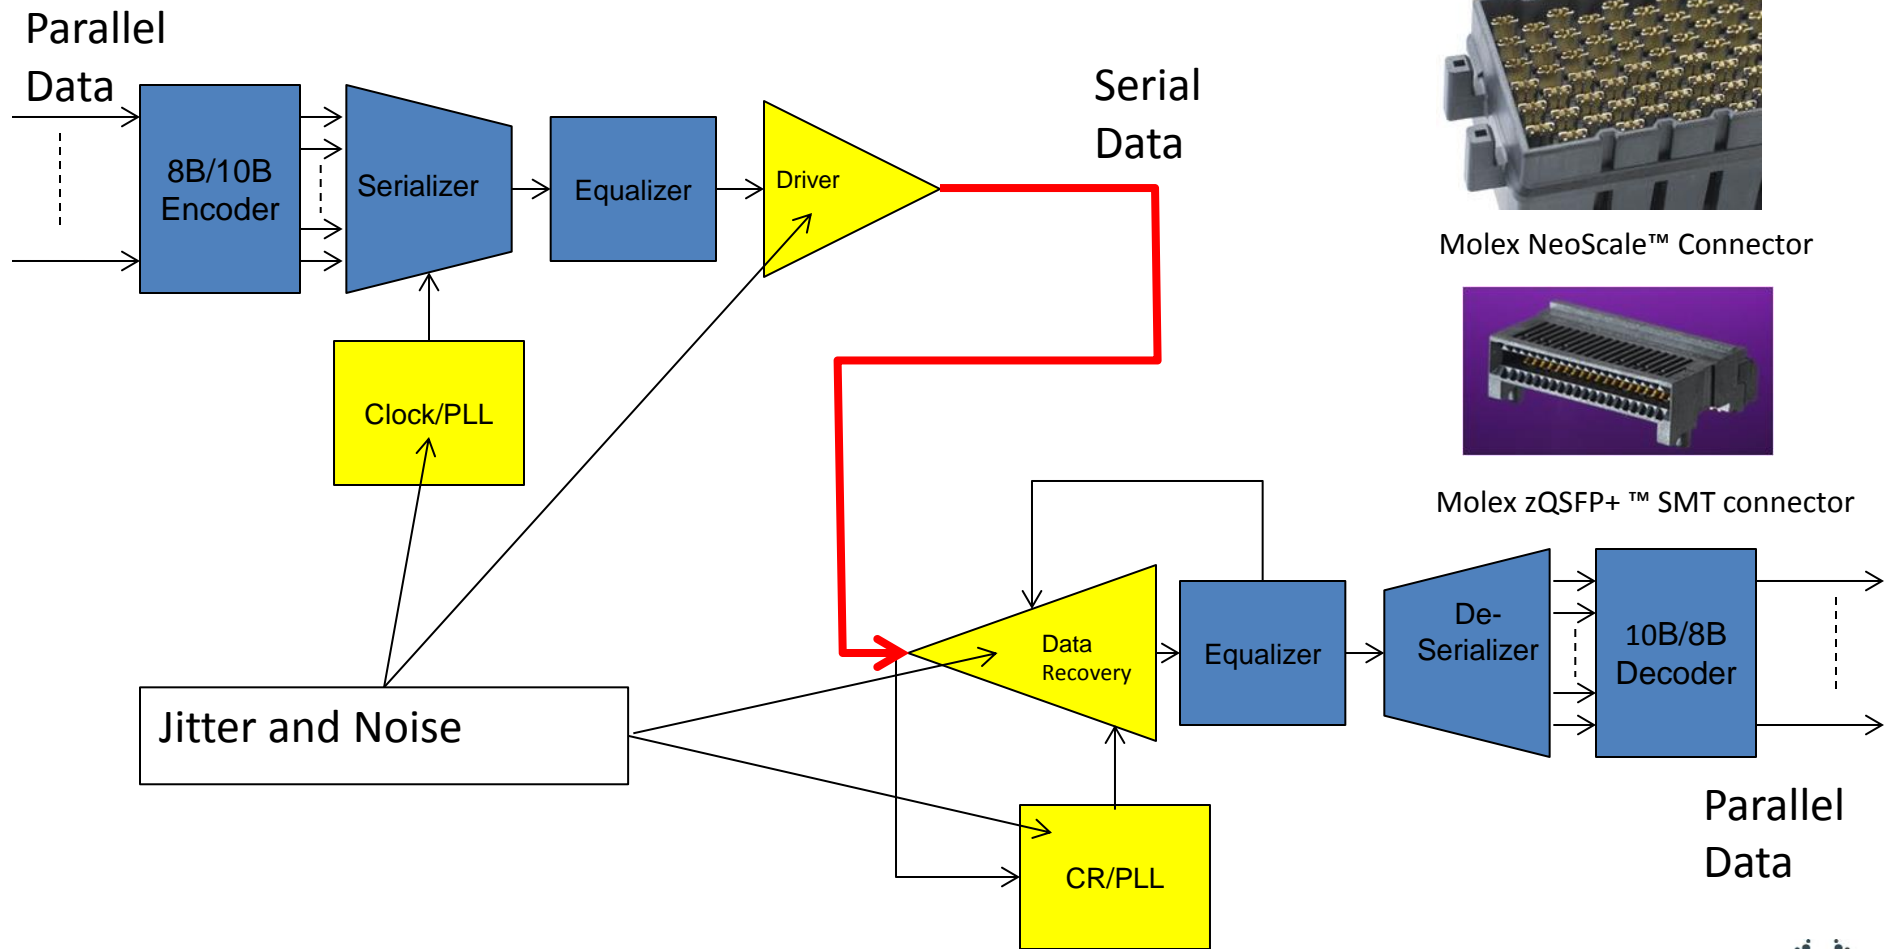 Parallel
Data
8B/10B
Encoder
Serializer
Equalizer
Driver
Serial
Data
Molex NeoScale™ Connector
Clock/PLL
Molex zQSFP+ ™ SMT connector
Jitter and Noise
Data
Recovery
Equalizer
De-
Serializer
10B/8B
Decoder
CR/PLL
Parallel
Data